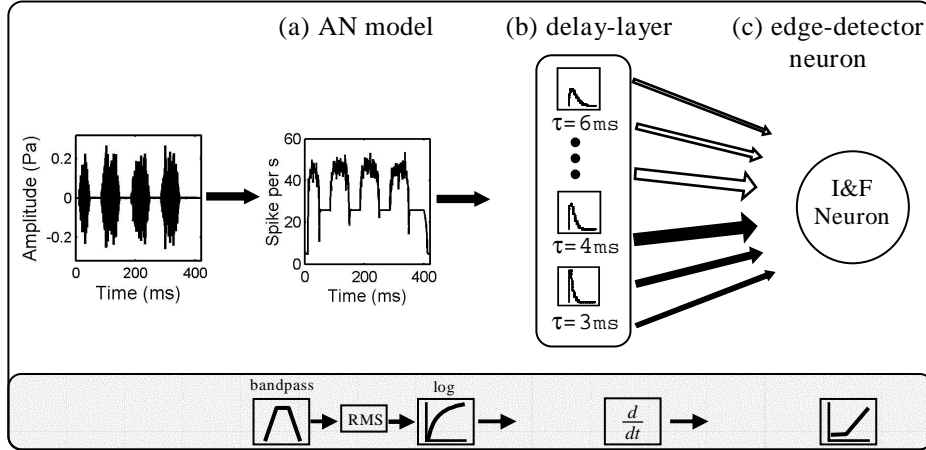 (a) AN model
(b) delay-layer
(c) edge-detector
neuron
Amplitude (Pa)
0.2
0
-0.2
0 200 400
Time (ms)
Spike per s
60
40
20
0
0 200 400
Time (ms)
τ=6ms
τ=4ms
τ=3ms
I&F
Neuron
bandpass
RMS
log
d
dt